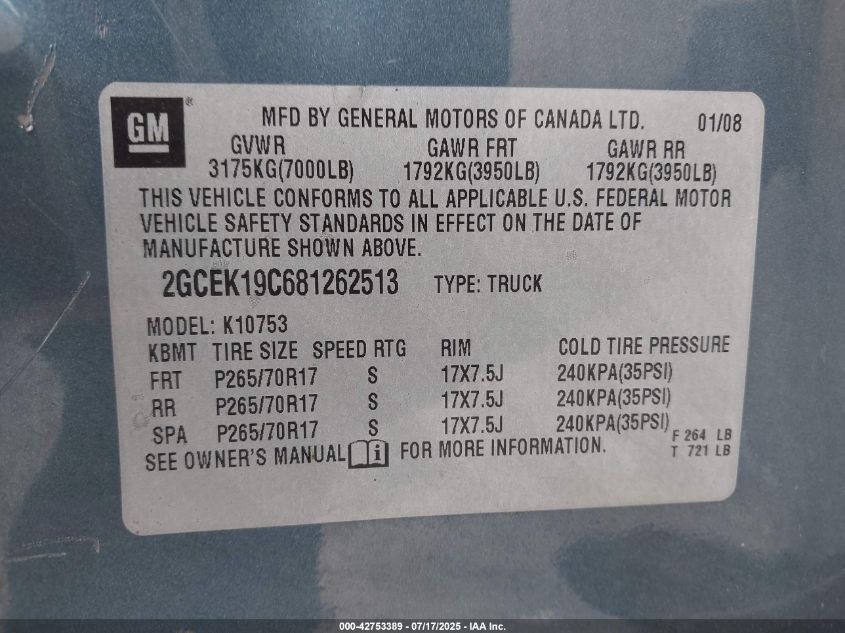 GM ® MFD BY GENERAL MOTORS OF CANADA LTD. 01/08
GVWR GAWR FRT GAWR RR
3175KG(7000LB) 1792KG(3950LB) 1792KG(3950LB)
THIS VEHICLE CONFORMS TO ALL APPLICABLE U.S. FEDERAL MOTOR
VEHICLE SAFETY STANDARDS IN EFFECT ON THE DATE OF
MANUFACTURE SHOWN ABOVE.
2GCEK19C681262513 TYPE: TRUCK
MODEL: K10753
KBMT TIRE SIZE SPEED RTG RIM COLD TIRE PRESSURE
FRT P265/70R17 S 17X7.5J 240KPA(35PSI)
RR P265/70R17 S 17X7.5J 240KPA(35PSI)
SPA P265/70R17 S 17X7.5J 240KPA(35PSI) F 264 LB
SEE OWNER'S MANUAL i FOR MORE INFORMATION. T 721 LB
000-42753389 - 07/17/2025 - IAA Inc.